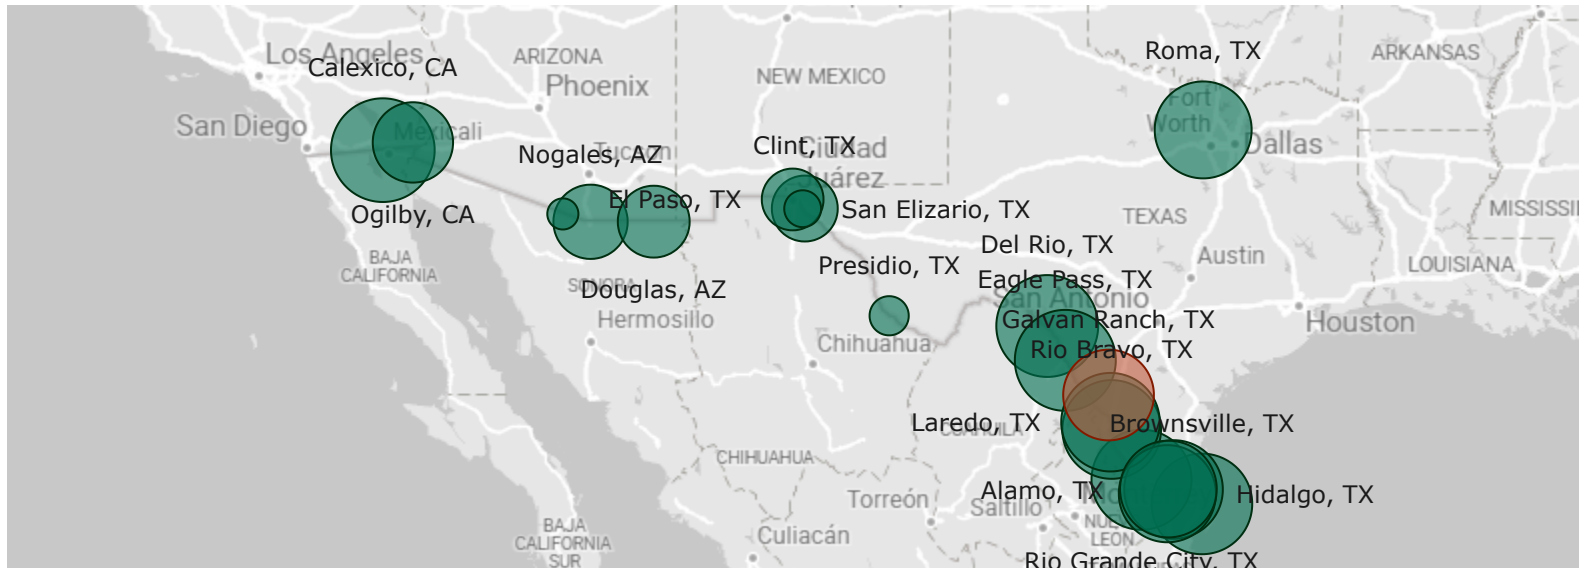 Los Angeles
Calexico, CA
ARIZONA
Phoenix
NEW MEXICO
Roma, TX
ARKANSAS
Fort
Worth
Dallas
San Diego
Mexicali
Nogales, AZ
Tucson
Clint, TX
Ciudad
Juárez
El Paso, TX
Ogilby, CA
San Elizario, TX
TEXAS
Del Rio, TX
Austin
BAJA
CALIFORNIA
Presidio, TX
LOUISIANA
Eagle Pass, TX
SONORA
Douglas, AZ
San Antonio
Hermosillo
Galvan Ranch, TX
Houston
Chihuahua
Rio Bravo, TX
Laredo, TX
COAHUILA
Brownsville, TX
CHIHUAHUA
Torreón
Alamo, TX
Saltillo
Hidalgo, TX
BAJA
CALIFORNIA
SUR
Culiacán
LEON
Rio Grande City, TX